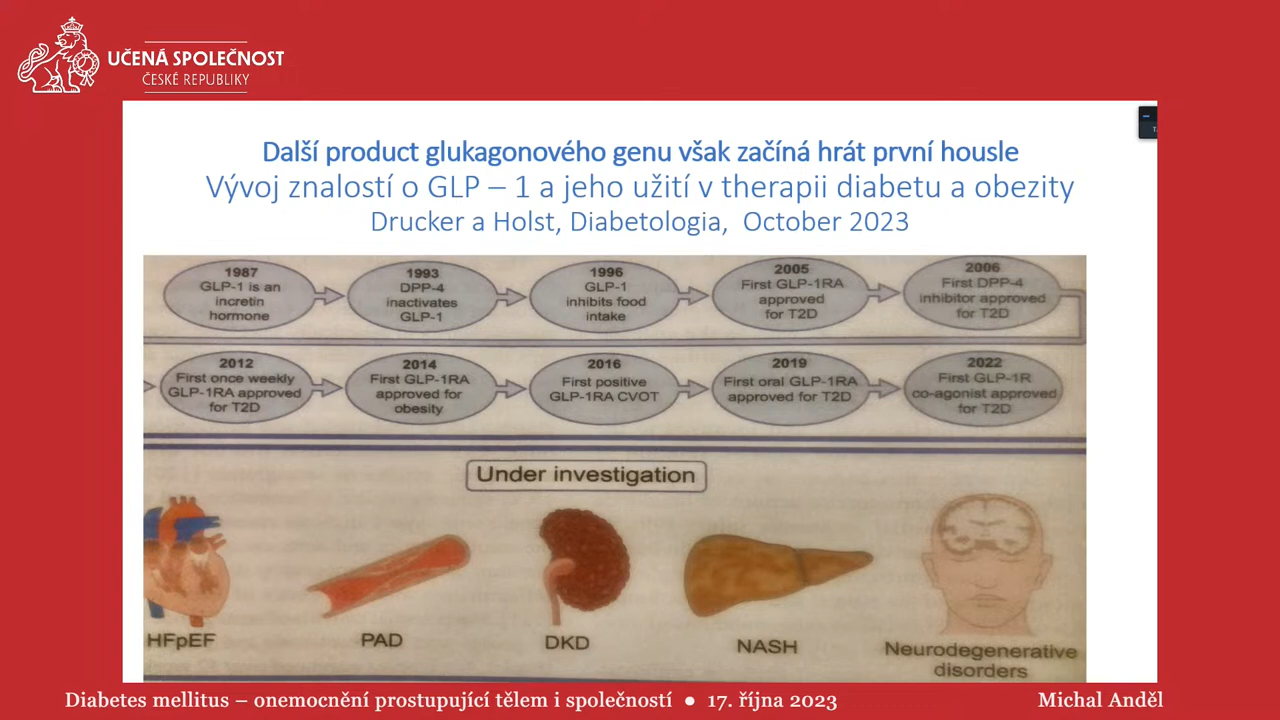 UČENÁ SPOLEČNOST
ČESKÉ REPUBLIKY
Další product glukagonového genu však začíná hrát první housle
Vývoj znalostí o GLP – 1 a jeho užití v therapii diabetu a obezity
Drucker a Holst, Diabetologia, October 2023
1987
GLP-1 is an
incretin
hormone
1993
DPP-4
inactivates
GLP-1
1996
GLP-1
inhibits food
intake
2005
First GLP-1RA
approved
for T2D
2006
First DPP-4
inhibitor approved
for T2D
2012
First once weekly
GLP-1RA approved
for T2D
2014
First GLP-1RA
approved for
obesity
2016
First positive
GLP-1RA CVOT
2019
First oral GLP-1RA
approved for T2D
2022
First GLP-1R
co-agonist approved
for T2D
Under investigation
HFpEF
PAD
DKD
NASH
Neurodegenerative
disorders
Diabetes mellitus – onemocnění prostupující tělem i společností ● 17. října 2023
Michal Anděl